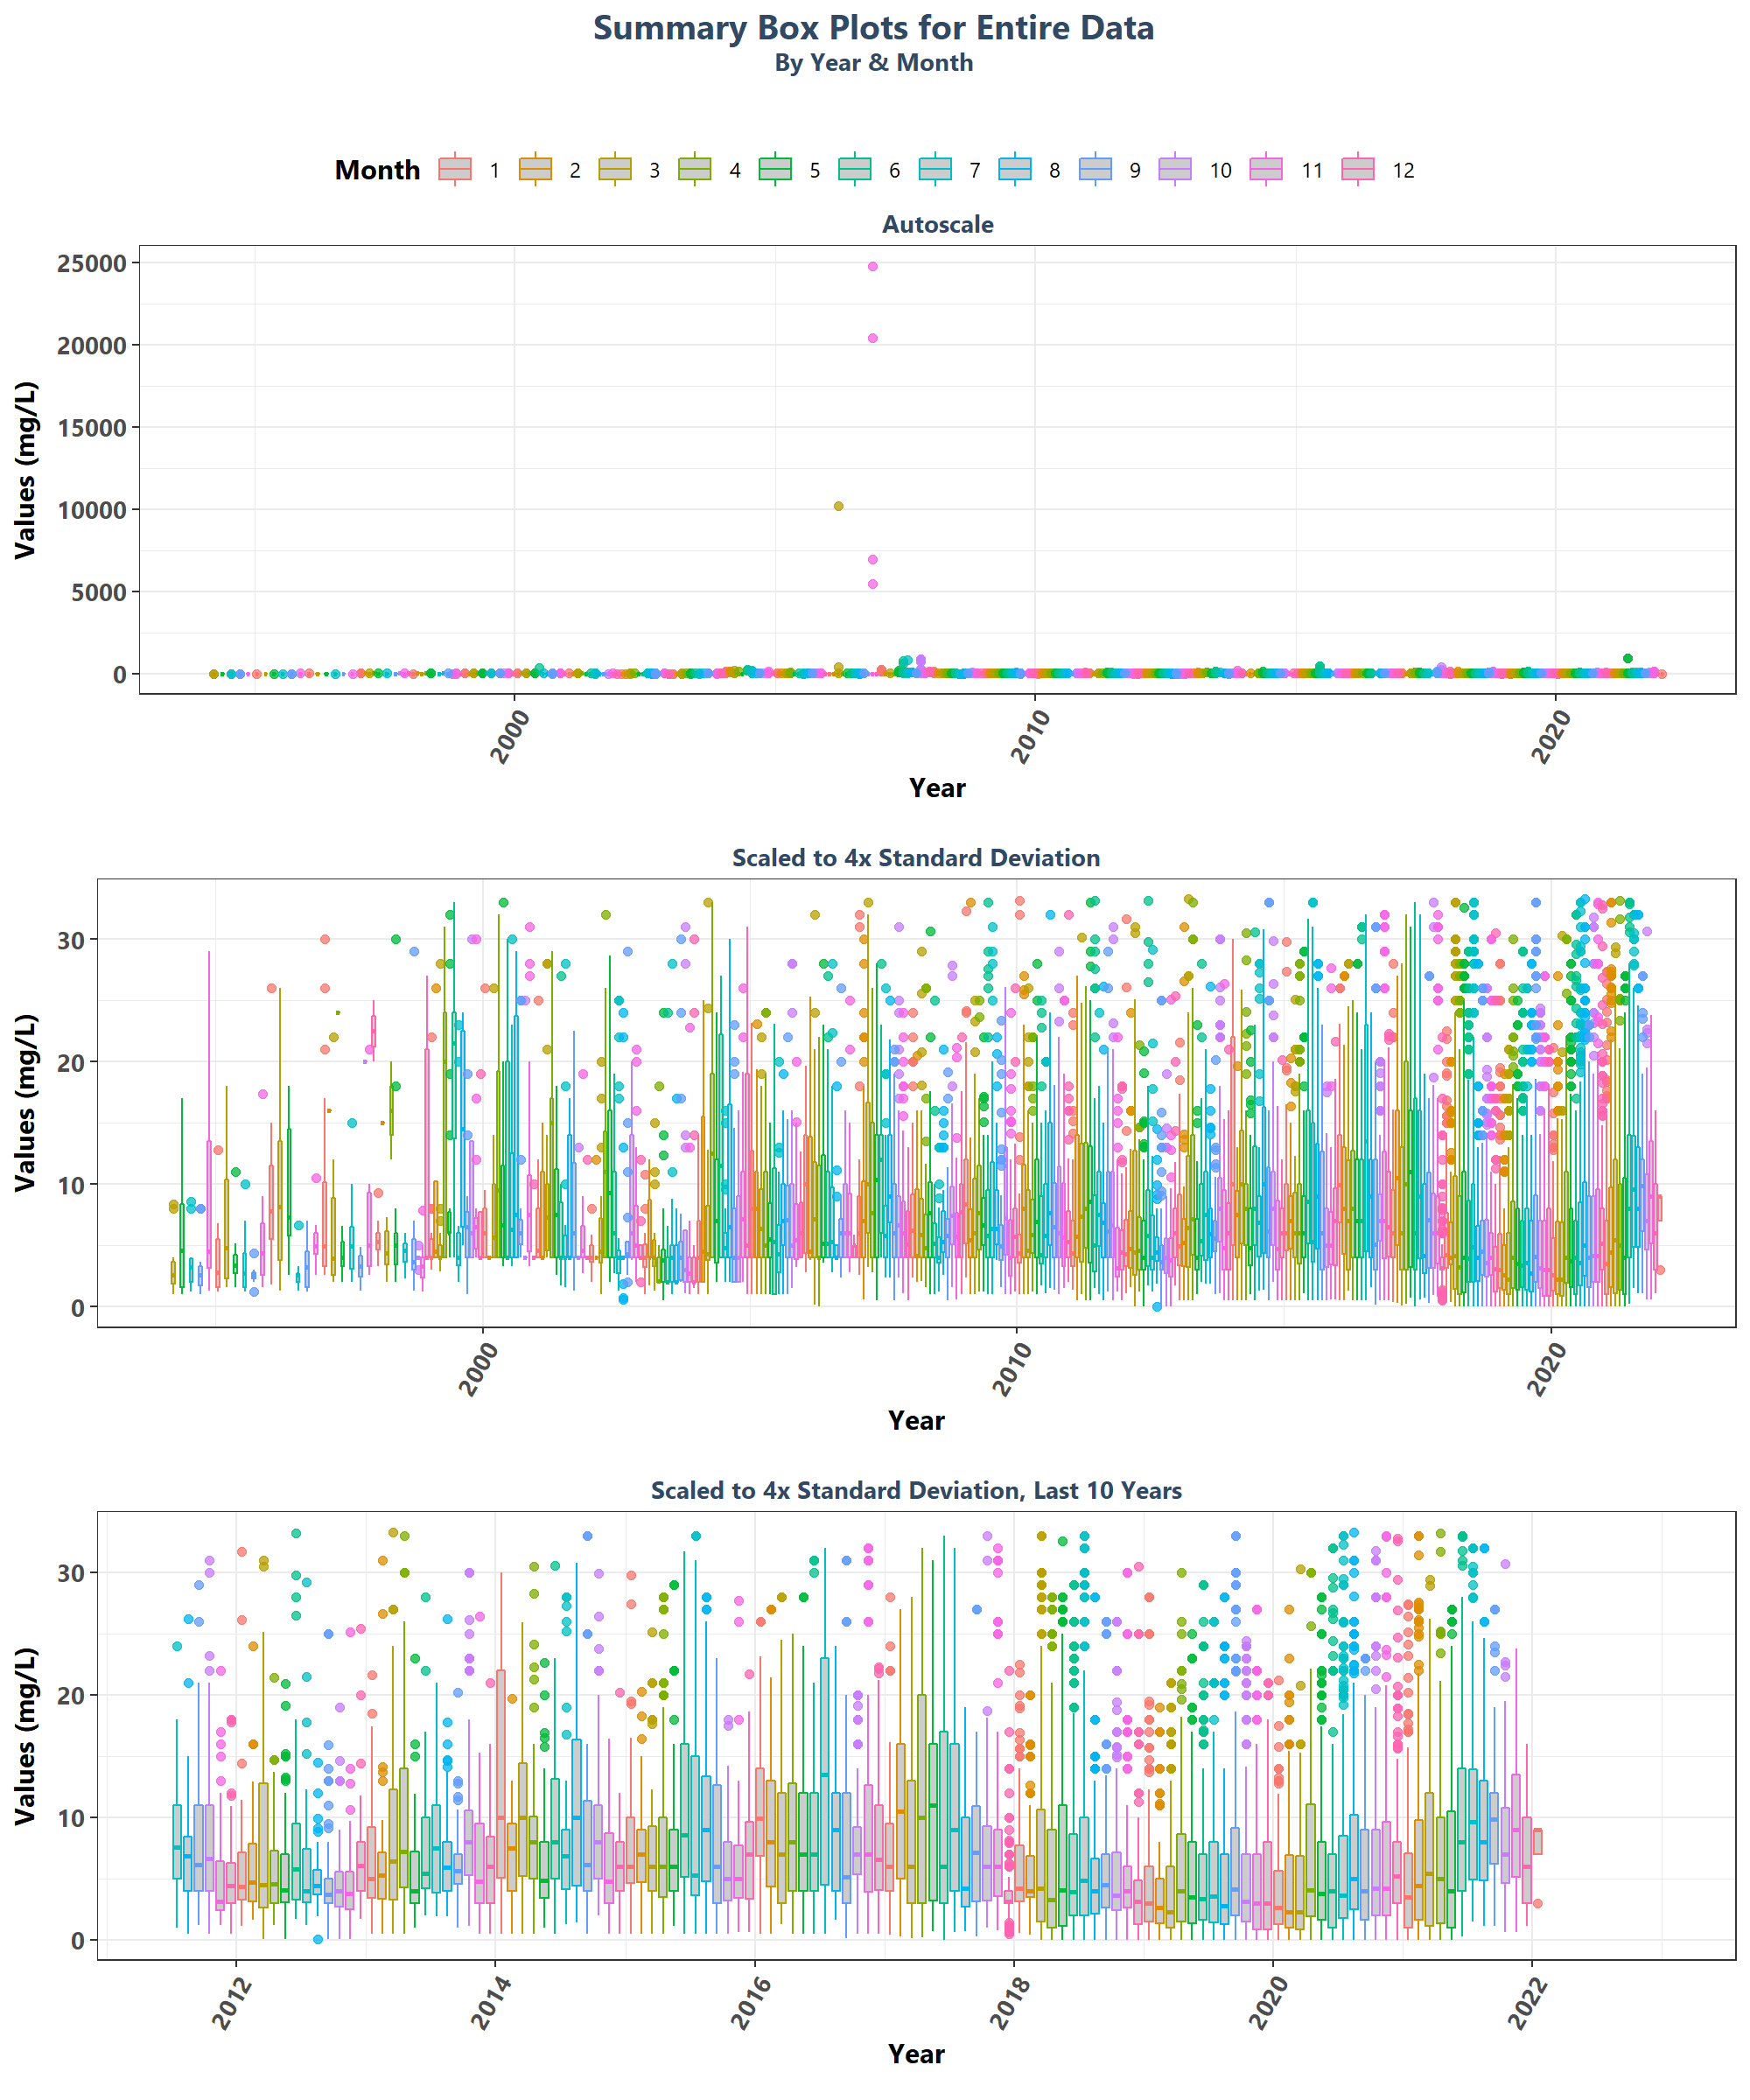 Summary Box Plots for Entire Data
By Year & Month
Month 1 2 3 4 5 6 7 8 9 10 11 12
Autoscale
25000
20000
15000
10000
5000
0
Values (mg/L)
2000 2010 2020
Year
Scaled to 4x Standard Deviation
30
20
10
0
Values (mg/L)
2000 2010 2020
Year
Scaled to 4x Standard Deviation, Last 10 Years
30
20
10
0
Values (mg/L)
2012 2014 2016 2018 2020 2022
Year